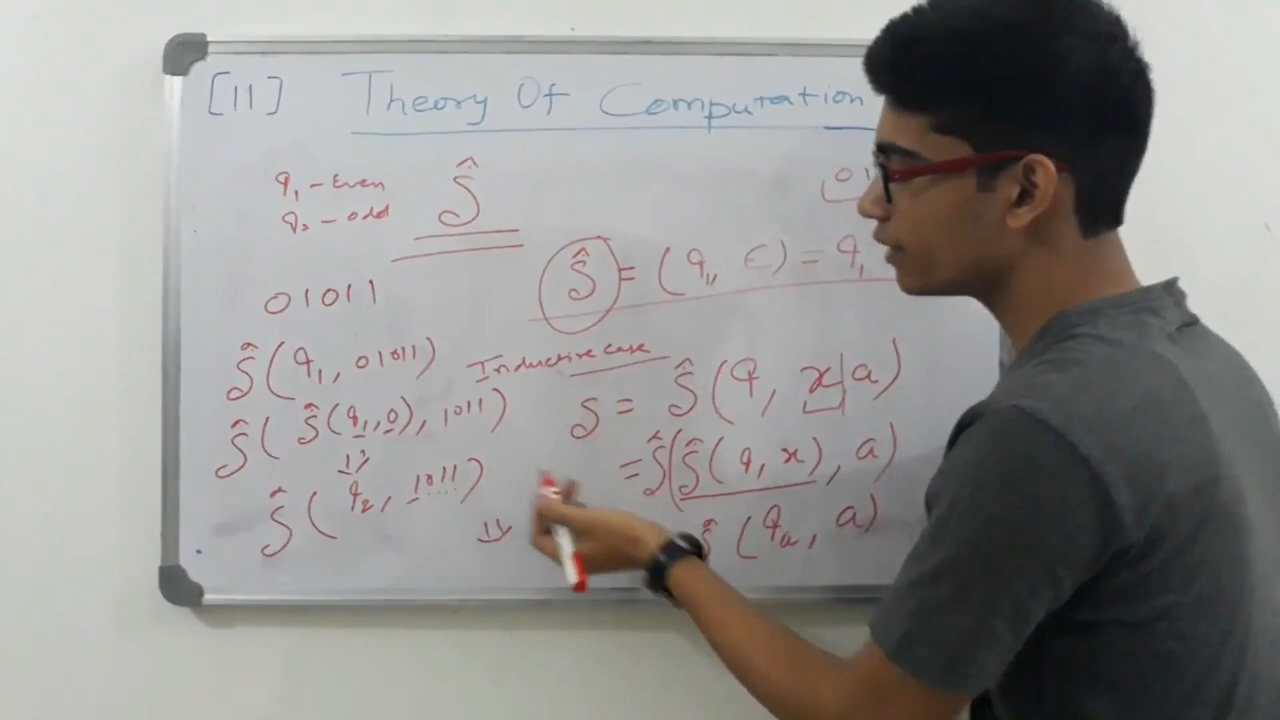 [11] Theory Of Computation
q₁ - Even
q₂ - odd
Ŝ
01
Ŝ = (q₁, ϵ) = q₁
01011
Ŝ(q₁, 01011)
Inductive case
S = Ŝ(q, x|a)
Ŝ( Ŝ(q₁,0), 1011)
= Ŝ(Ŝ(q, x), a)
Ŝ( q₂, 1011)
Ŝ (qₐ, a)